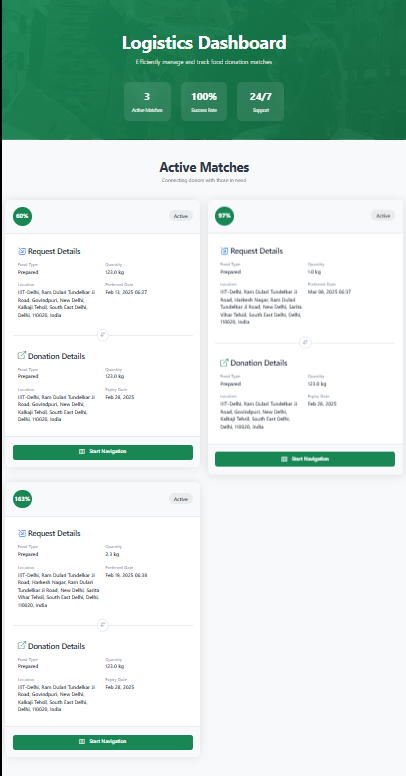 Logistics Dashboard
Efficiently manage and track food donation matches
3
Active Matches
100%
Success Rate
24/7
Support
Active Matches
Connecting donors with those in need
60%
Active
Request Details
Food Type
Prepared
Quantity
123.0 kg
Location
IIIT-Delhi, Ram Dulari Tundelkar Ji
Road, Govindpuri, New Delhi,
Kalkaji Tehsil, South East Delhi,
Delhi, 110020, India
Preferred Date
Feb 13, 2025 06:27
Donation Details
Food Type
Prepared
Quantity
123.0 kg
Location
IIIT-Delhi, Ram Dulari Tundelkar Ji
Road, Govindpuri, New Delhi,
Kalkaji Tehsil, South East Delhi,
Delhi, 110020, India
Expiry Date
Feb 28, 2025
Start Navigation
97%
Active
Request Details
Food Type
Prepared
Quantity
1.0 kg
Location
IIIT-Delhi, Ram Dulari Tundelkar Ji
Road, Harkesh Nagar, Ram Dulari
Tundelkar Ji Road, New Delhi, Sarita
Vihar Tehsil, South East Delhi, Delhi,
110020, India
Preferred Date
Mar 08, 2025 06:37
Donation Details
Food Type
Prepared
Quantity
123.0 kg
Location
IIIT-Delhi, Ram Dulari Tundelkar Ji
Road, Govindpuri, New Delhi,
Kalkaji Tehsil, South East Delhi,
Delhi, 110020, India
Expiry Date
Feb 28, 2025
Start Navigation
163%
Active
Request Details
Food Type
Prepared
Quantity
2.3 kg
Location
IIIT-Delhi, Ram Dulari Tundelkar Ji
Road, Harkesh Nagar, Ram Dulari
Tundelkar Ji Road, New Delhi, Sarita
Vihar Tehsil, South East Delhi, Delhi,
110020, India
Preferred Date
Feb 19, 2025 06:38
Donation Details
Food Type
Prepared
Quantity
123.0 kg
Location
IIIT-Delhi, Ram Dulari Tundelkar Ji
Road, Govindpuri, New Delhi,
Kalkaji Tehsil, South East Delhi,
Delhi, 110020, India
Expiry Date
Feb 28, 2025
Start Navigation